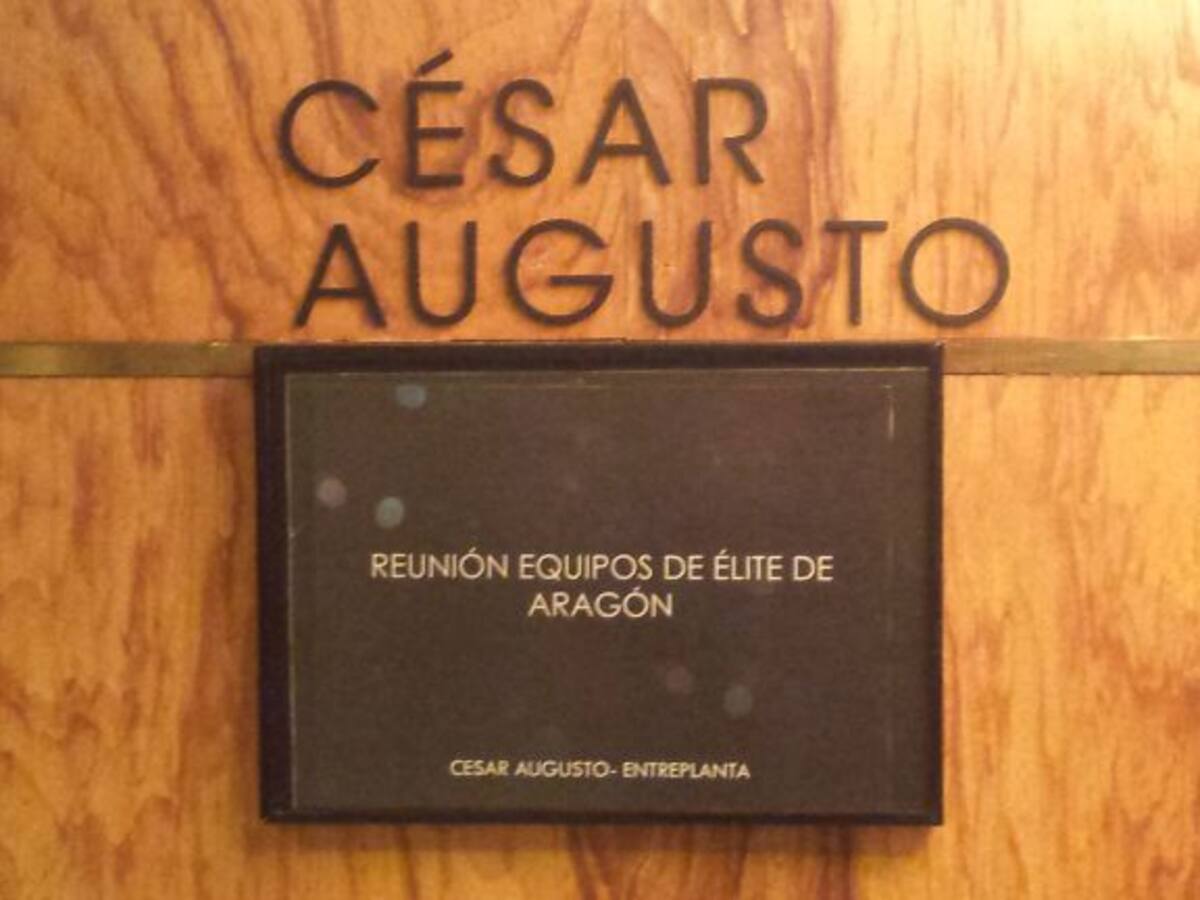 CÉSAR
AUGUSTO
REUNIÓN EQUIPOS DE ÉLITE DE
ARAGÓN
CESAR AUGUSTO- ENTREPLANTA